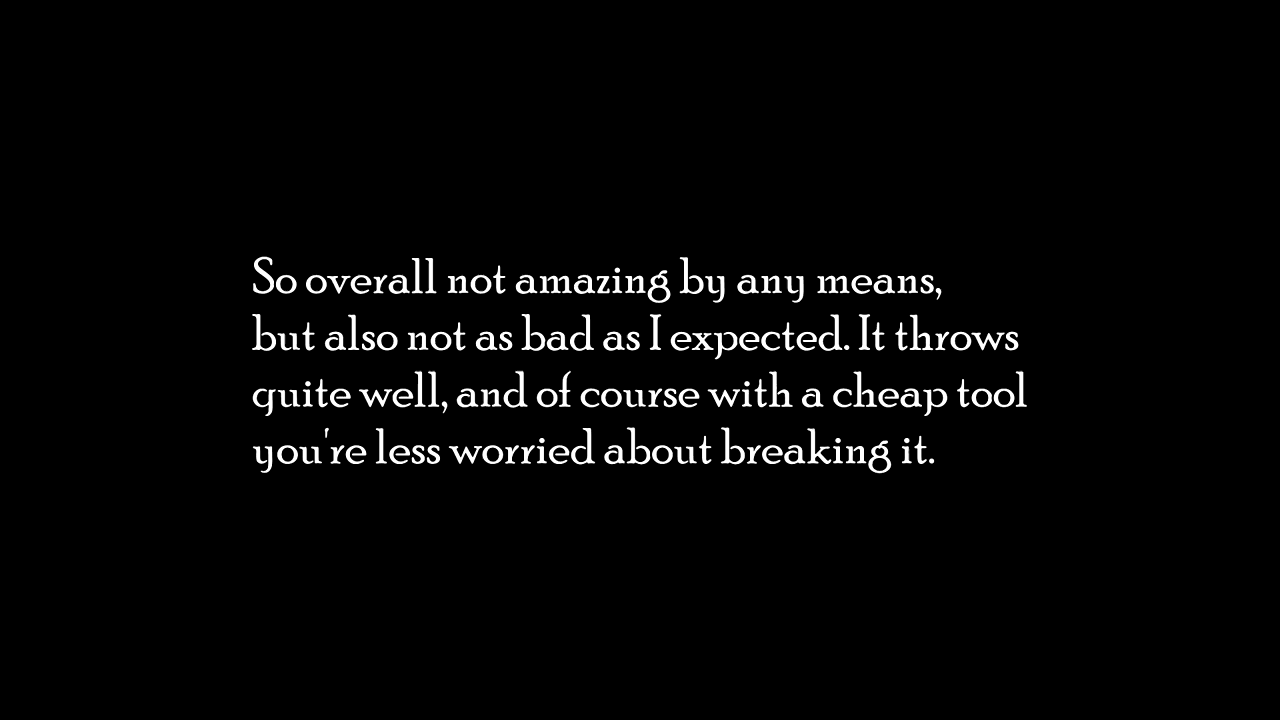 So overall not amazing by any means,
but also not as bad as I expected. It throws
quite well, and of course with a cheap tool
you're less worried about breaking it.